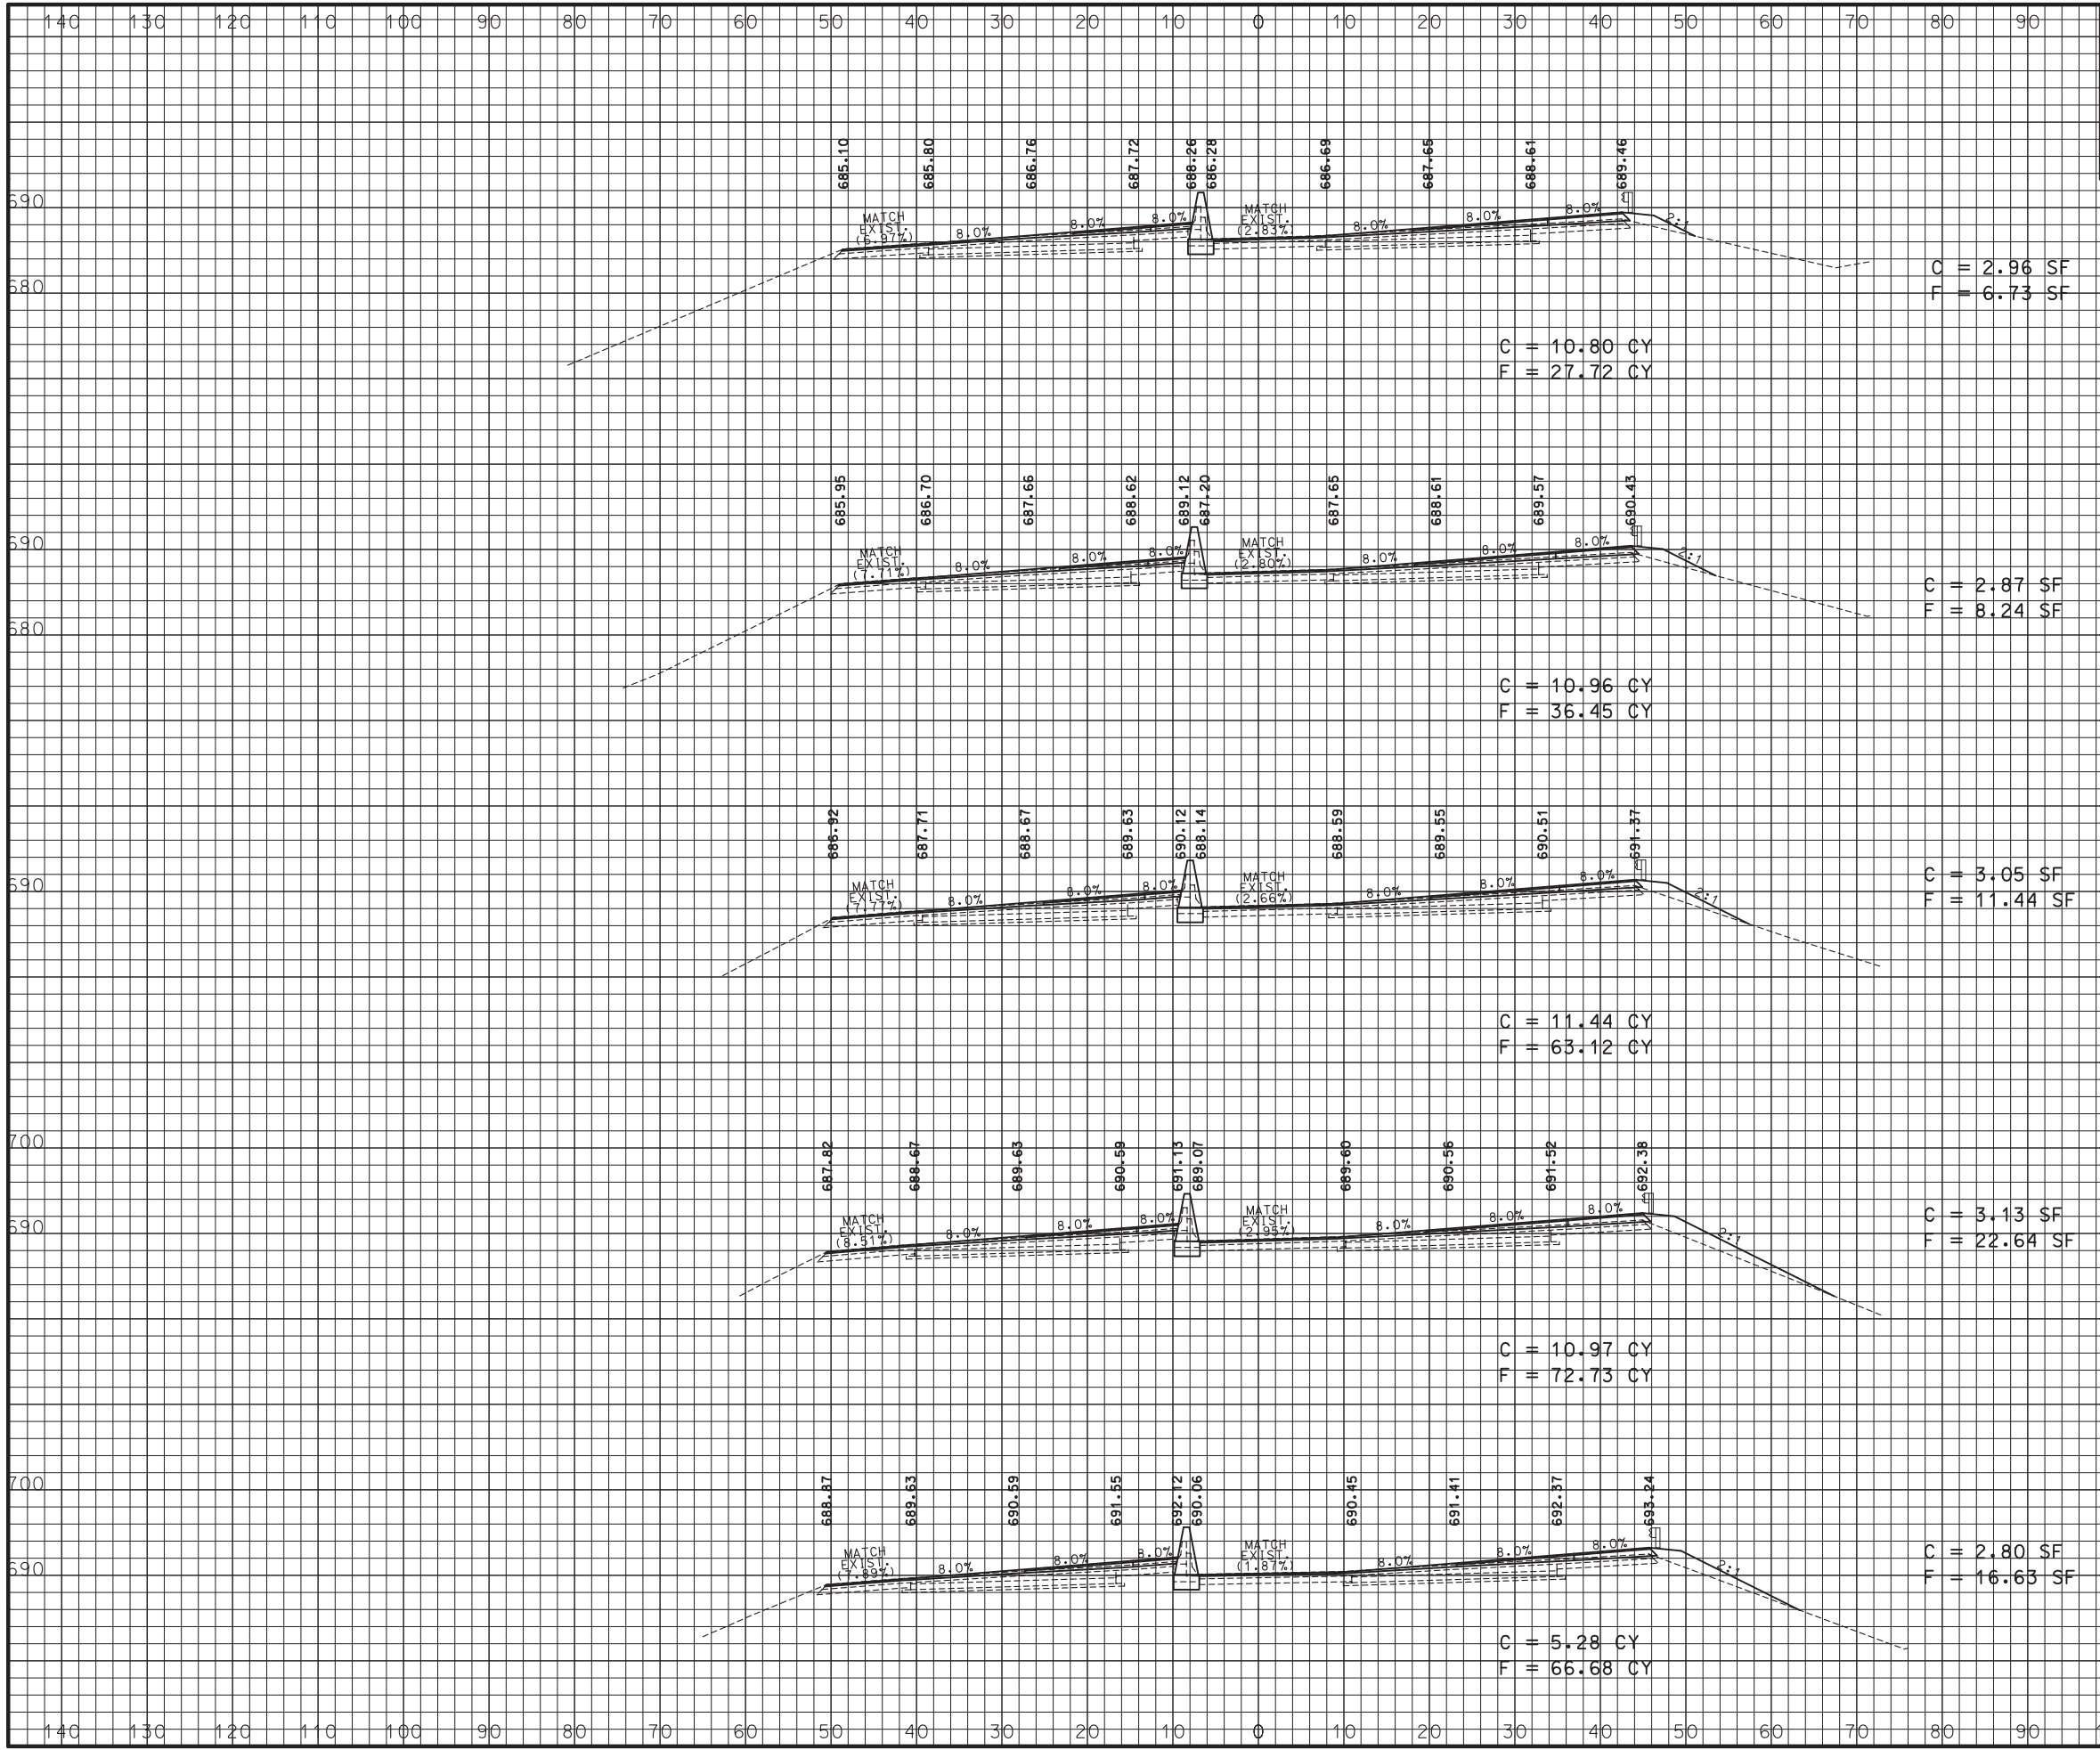 140 130 120 110 100 90 80 70 60 50 40 30 20 10 0 10 20 30 40 50 60 70 80 90
685.10 685.80 686.76 687.72 688.26 686.28 686.69 687.65 688.61 689.46
690
MATCH EXIST. (6.97%) 8.0% 8.0% 8.0% MATCH EXIST. (2.83%) 8.0% 8.0% 8.0% 2:1
680
C = 2.96 SF
F = 6.73 SF
C = 10.80 CY
F = 27.72 CY
685.95 686.70 687.66 688.62 689.12 687.20 687.65 688.61 689.57 690.43
690
MATCH EXIST. (7.71%) 8.0% 8.0% 8.0% MATCH EXIST. (2.80%) 8.0% 8.0% 8.0% 2:1
680
C = 2.87 SF
F = 8.24 SF
C = 10.96 CY
F = 36.45 CY
686.92 687.71 688.67 689.63 690.12 688.14 688.59 689.55 690.51 691.37
690
MATCH EXIST. (7.77%) 8.0% 8.0% 8.0% MATCH EXIST. (2.66%) 8.0% 8.0% 8.0% 2:1
C = 3.05 SF
F = 11.44 SF
C = 11.44 CY
F = 63.12 CY
700
687.82 688.67 689.63 690.59 691.13 689.07 689.60 690.56 691.52 692.38
690
MATCH EXIST. (8.51%) 8.0% 8.0% 8.0% MATCH EXIST. (2.95%) 8.0% 8.0% 8.0% 2:1
C = 3.13 SF
F = 22.64 SF
C = 10.97 CY
F = 72.73 CY
700
688.87 689.63 690.59 691.55 692.12 690.06 690.45 691.41 692.37 693.24
690
MATCH EXIST. (7.89%) 8.0% 8.0% 8.0% MATCH EXIST. (1.87%) 8.0% 8.0% 8.0% 2:1
C = 2.80 SF
F = 16.63 SF
C = 5.28 CY
F = 66.68 CY
140 130 120 110 100 90 80 70 60 50 40 30 20 10 0 10 20 30 40 50 60 70 80 90